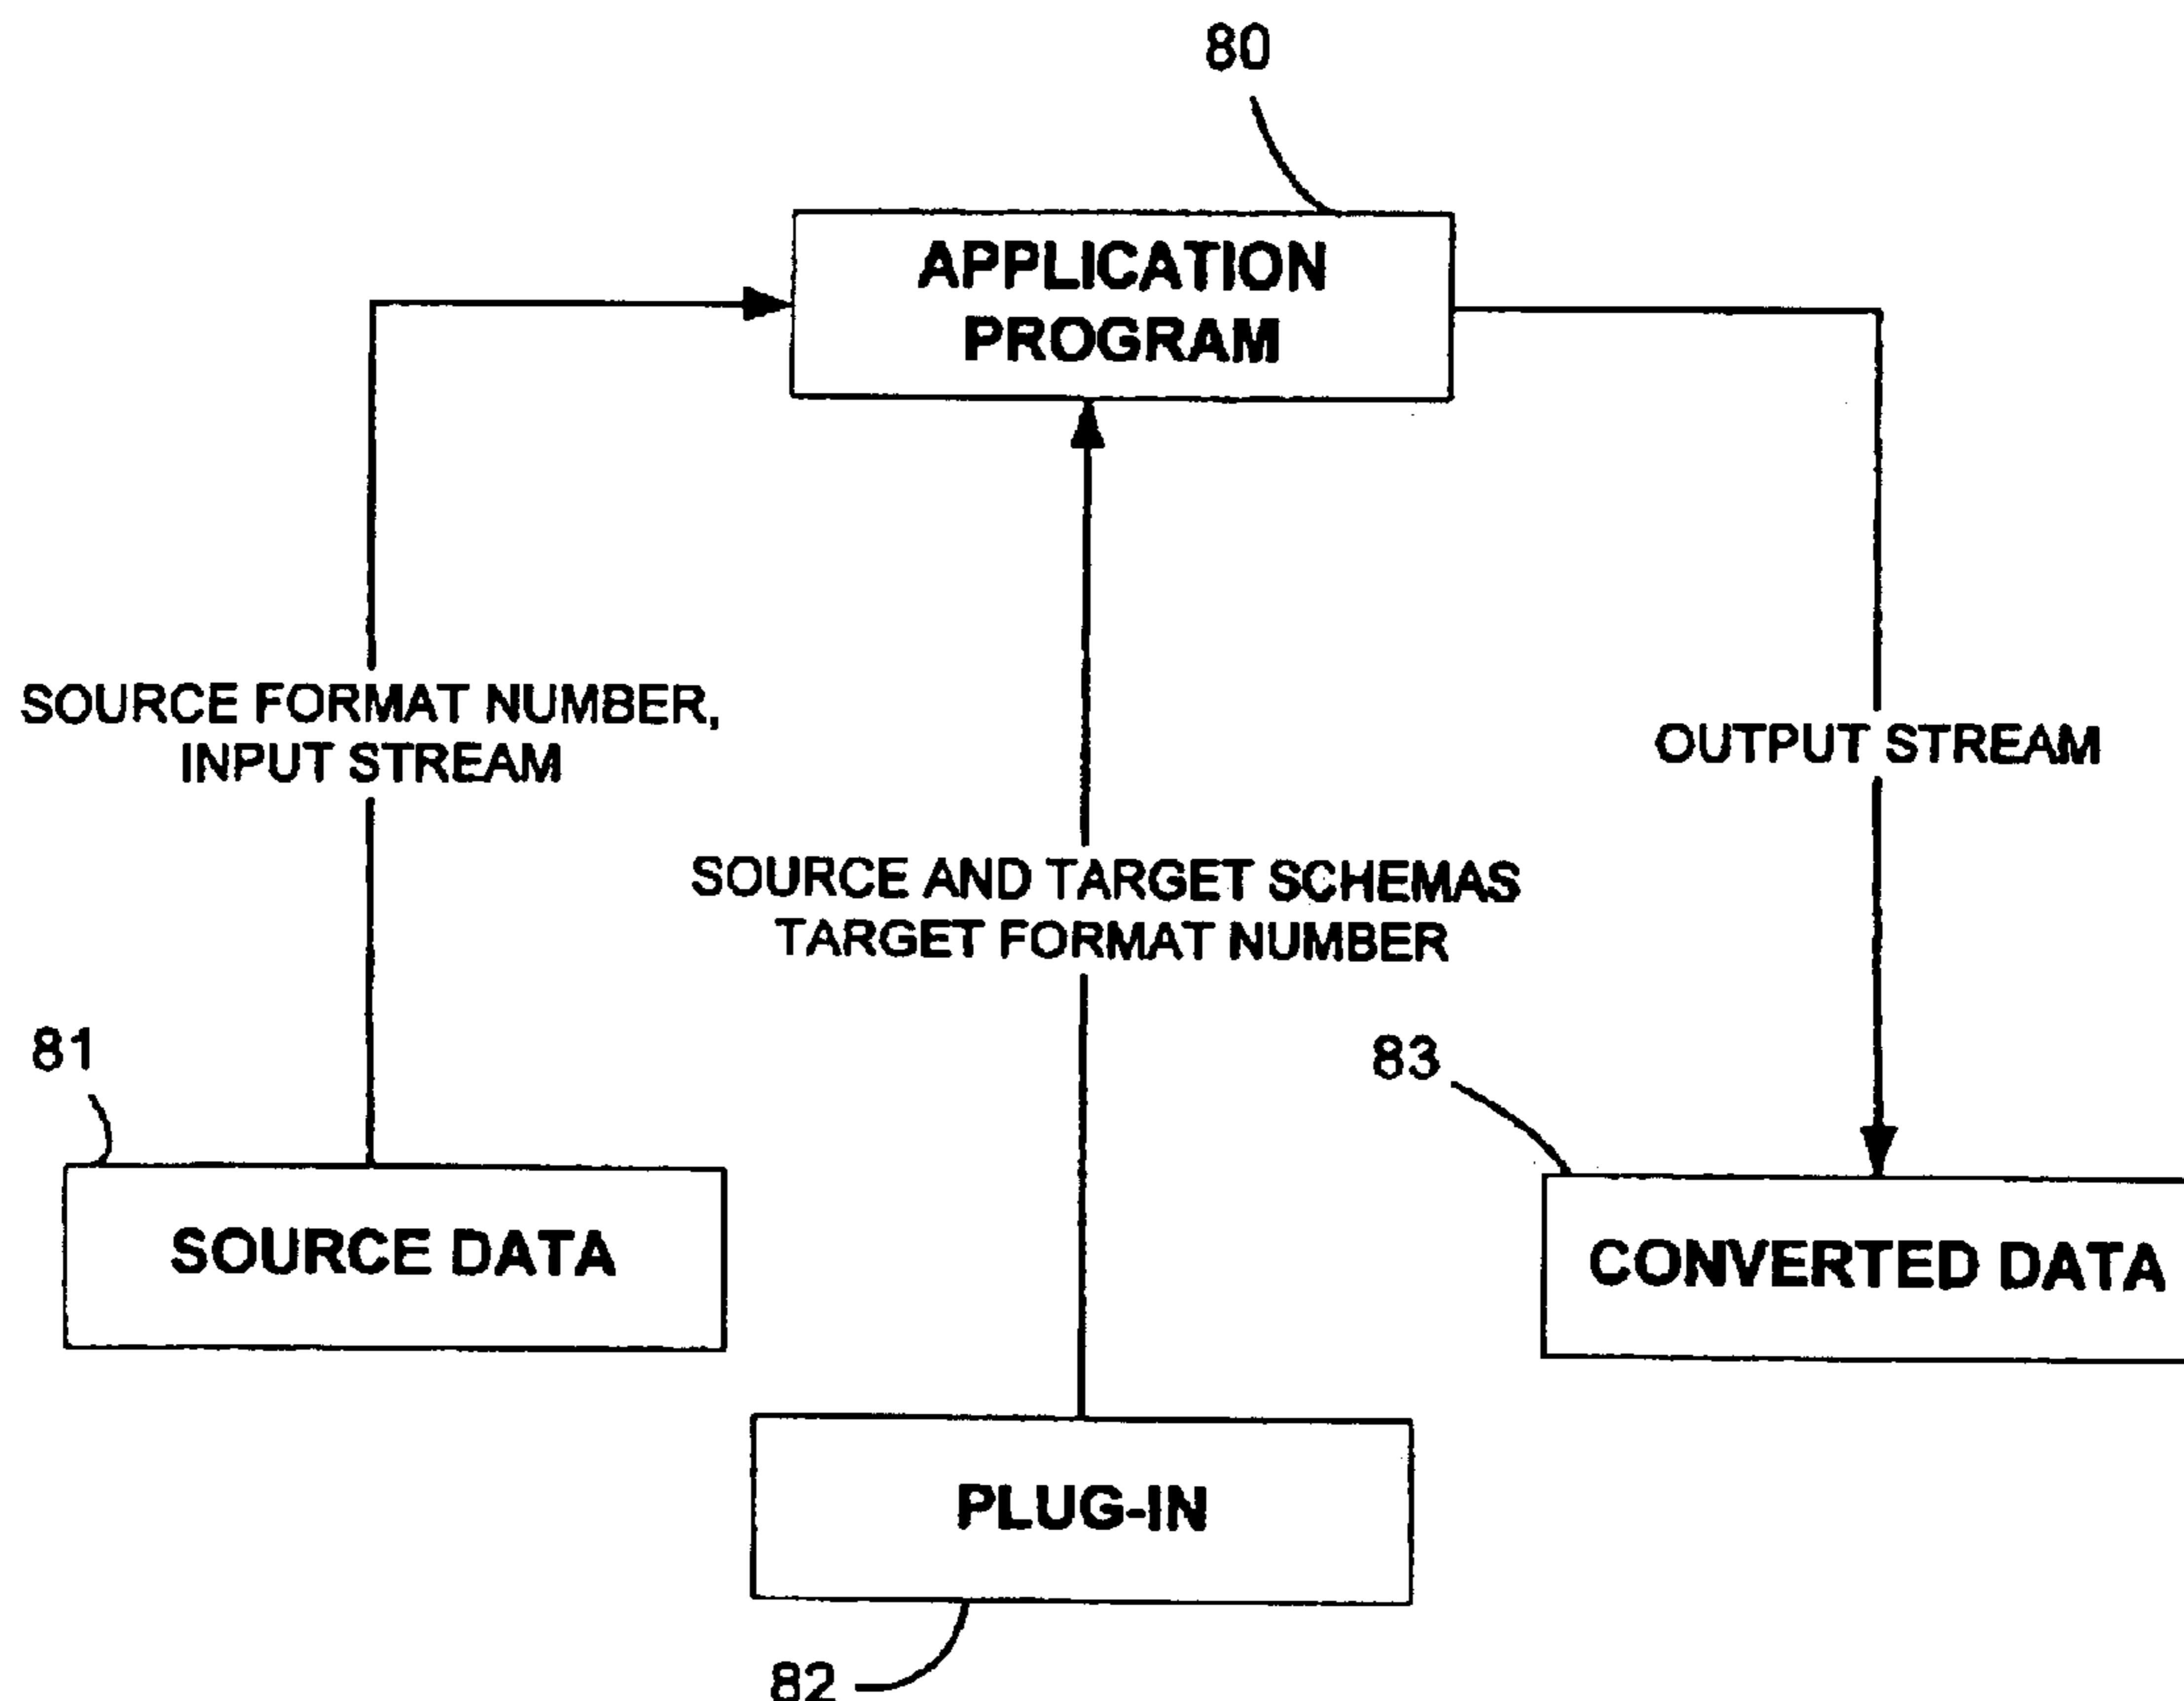 80
APPLICATION
PROGRAM
SOURCE FORMAT NUMBER,
INPUT STREAM
OUTPUT STREAM
SOURCE AND TARGET SCHEMAS
TARGET FORMAT NUMBER
81
83
SOURCE DATA
CONVERTED DATA
PLUG-IN
82